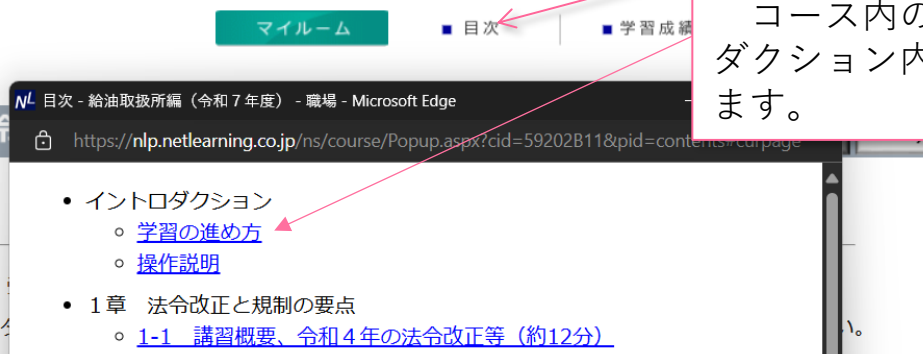 マイルーム
■ 目次
■ 学習成績
コース内の
ダクション内
ます。
NL 目次 - 給油取扱所編（令和７年度） - 職場 - Microsoft Edge
https://nlp.netlearning.co.jp/ns/course/Popup.aspx?cid=59202B11&pid=contents#curpage
• イントロダクション
◦ 学習の進め方
◦ 操作説明
• １章　法令改正と規制の要点
◦ 1-1　講習概要、令和４年の法令改正等（約12分）
い。